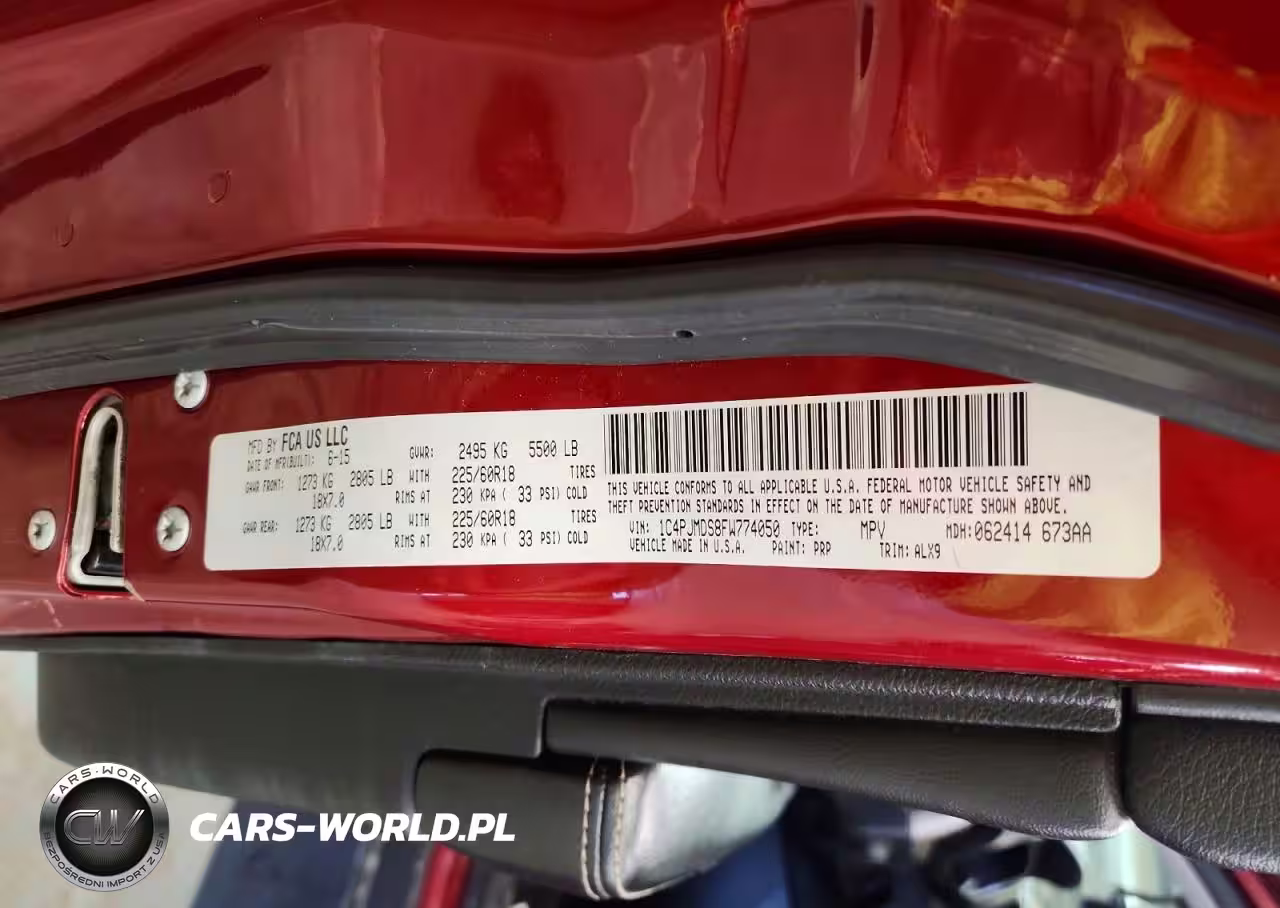 MFD BY FCA US LLC
DATE OF MFR(BUILT): 6-15
GVWR: 2495 KG 5500 LB
GAWR FRONT: 1273 KG 2805 LB WITH 225/60R18 TIRES
18X7.0 RIMS AT 230 KPA ( 33 PSI) COLD
GAWR REAR: 1273 KG 2805 LB WITH 225/60R18 TIRES
18X7.0 RIMS AT 230 KPA ( 33 PSI) COLD
THIS VEHICLE CONFORMS TO ALL APPLICABLE U.S.A. FEDERAL MOTOR VEHICLE SAFETY AND
THEFT PREVENTION STANDARDS IN EFFECT ON THE DATE OF MANUFACTURE SHOWN ABOVE.
VIN: 1C4PJMDS8FW774050 TYPE: MPV MDH:062414 673AA
VEHICLE MADE IN U.S.A. PAINT: PRP TRIM: ALX9
CARS-WORLD
CW
BEZPOŚREDNI IMPORT Z USA
CARS-WORLD.PL